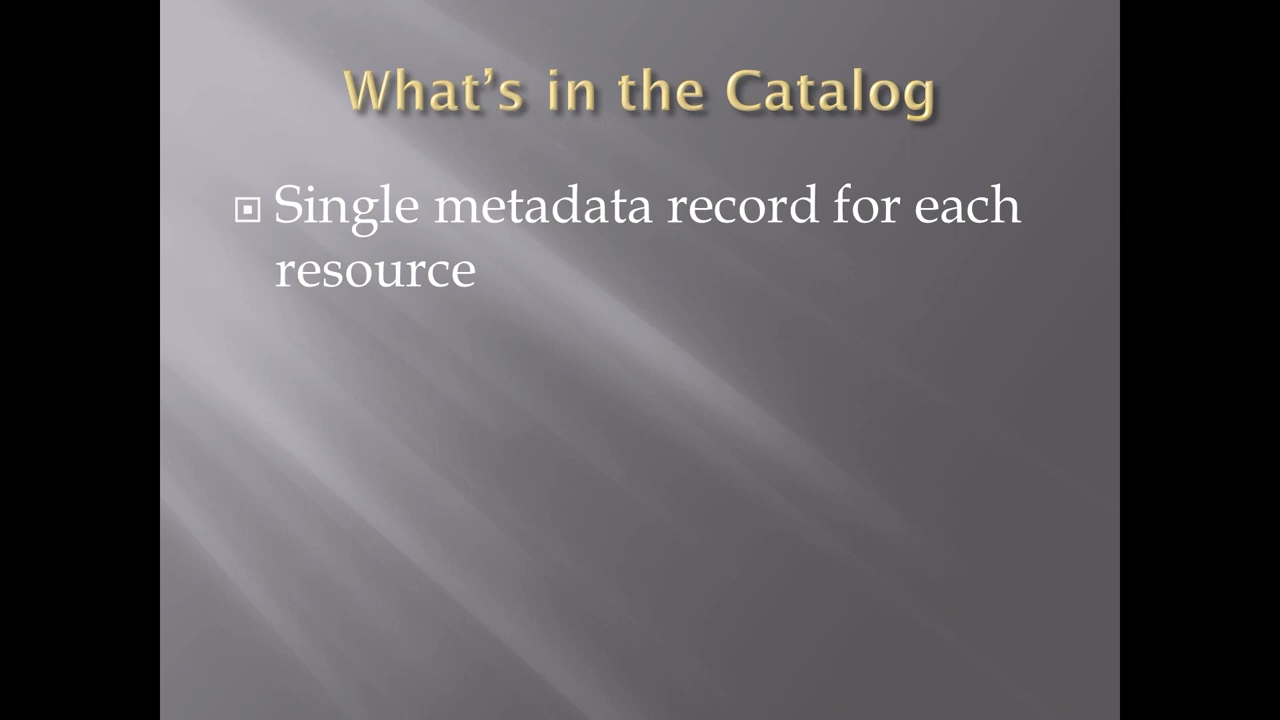 What’s in the Catalog
Single metadata record for each
resource